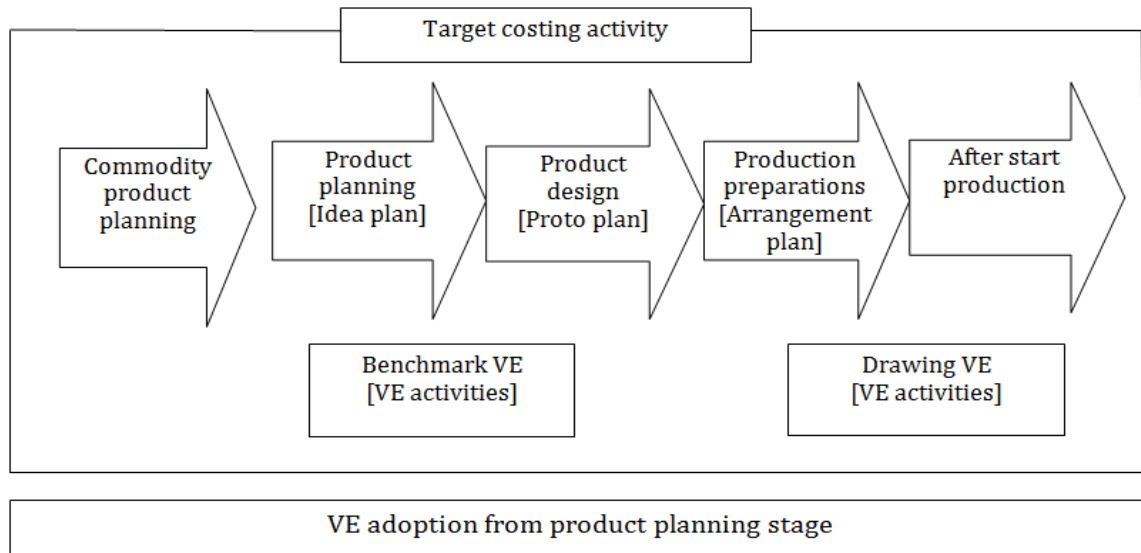 Target costing activity
Commodity
product
planning
Product
planning
[Idea plan]
Product
design
[Proto plan]
Production
preparations
[Arrangement
plan]
After start
production
Benchmark VE
[VE activities]
Drawing VE
[VE activities]
VE adoption from product planning stage